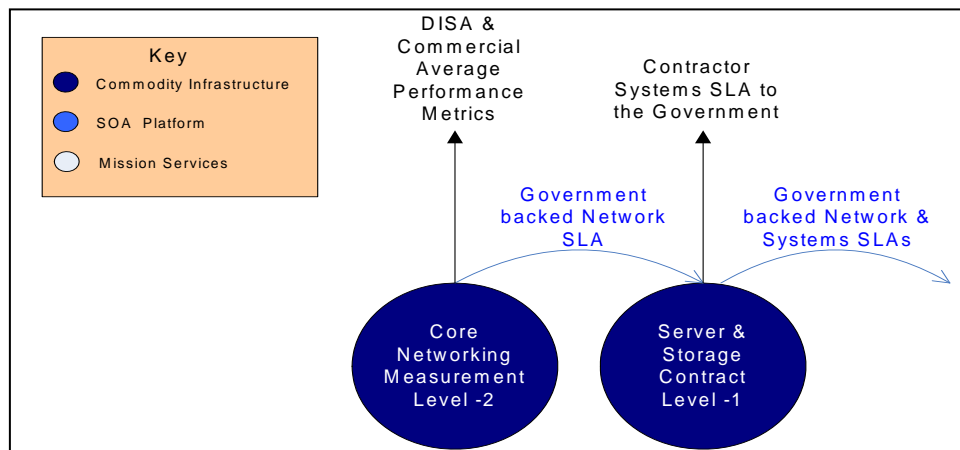 Key
Commodity Infrastructure
SOA Platform
Mission Services
DISA &
Commercial
Average
Performance
Metrics
Contractor
Systems SLA to
the Government
Government
backed Network
SLA
Government
backed Network &
Systems SLAs
Core
Networking
Measurement
Level -2
Server &
Storage
Contract
Level -1